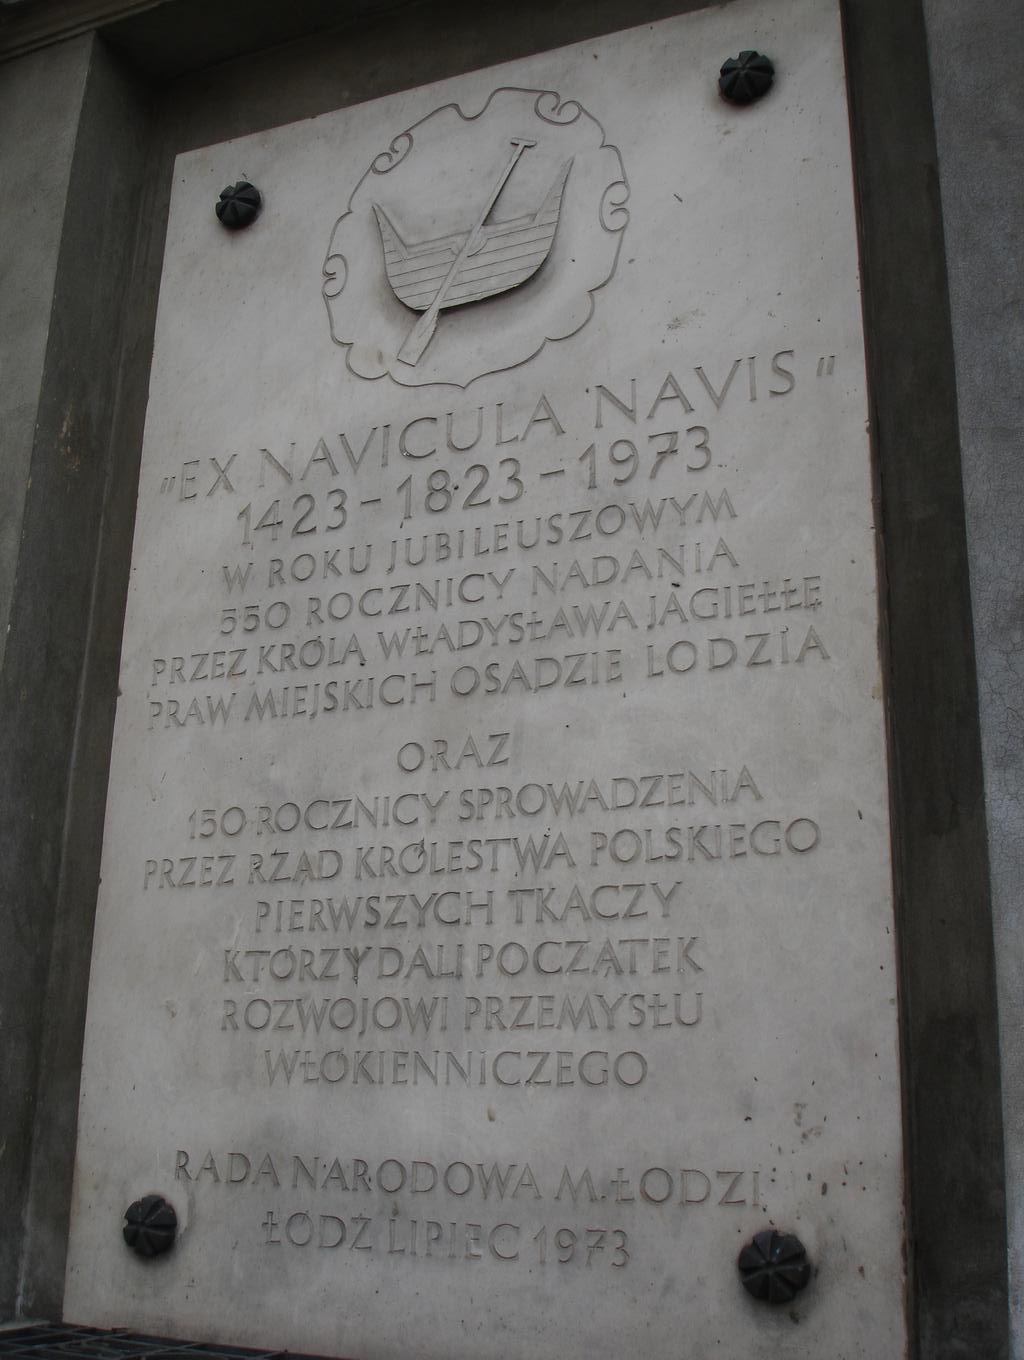 „EX NAVICULA NAVIS"
1423-1823-1973
W ROKU JUBILEUSZOWYM
550 ROCZNICY NADANIA
PRZEZ KRÓLA WŁADYSŁAWA JAGIEŁŁĘ
PRAW MIEJSKICH OSADZIE LODZIA
ORAZ
150 ROCZNICY SPROWADZENIA
PRZEZ RZĄD KRÓLESTWA POLSKIEGO
PIERWSZYCH TKACZY
KTÓRZY DALI POCZĄTEK
ROZWOJOWI PRZEMYSŁU
WŁÓKIENNICZEGO
RADA NARODOWA M. ŁODZI
ŁÓDŹ LIPIEC 1973